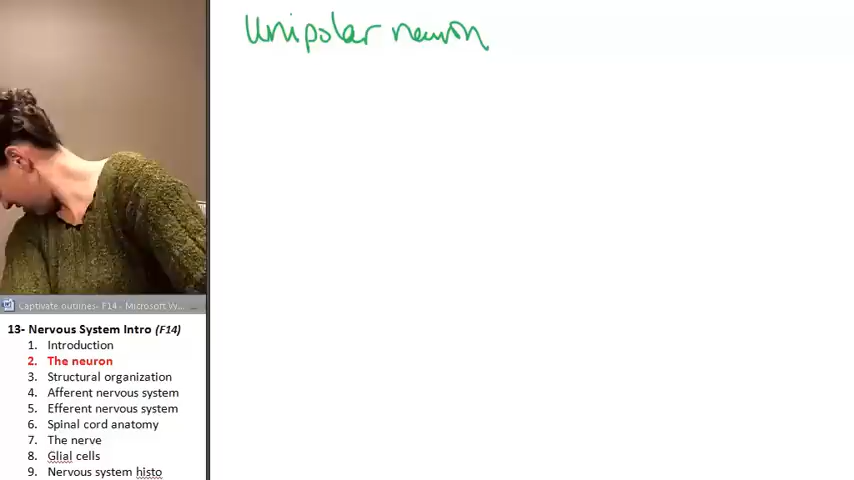 Unipolar neuron
Captivate outlines- F14 - Microsoft W...
13- Nervous System Intro (F14)
1. Introduction
2. The neuron
3. Structural organization
4. Afferent nervous system
5. Efferent nervous system
6. Spinal cord anatomy
7. The nerve
8. Glial cells
9. Nervous system histo